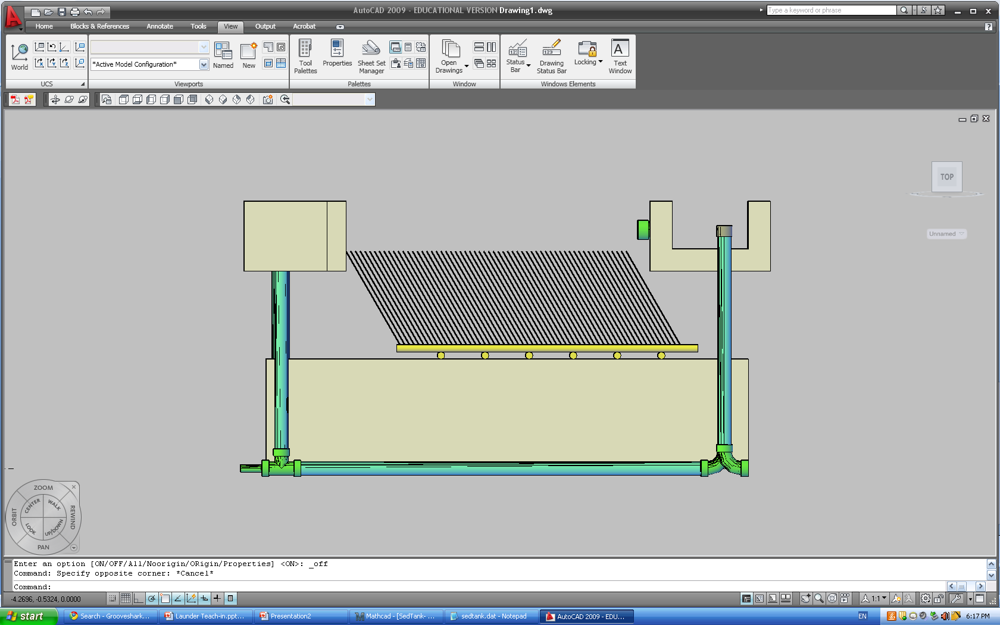 AutoCAD 2009 - EDUCATIONAL VERSION Drawing1.dwg
Type a keyword or phrase
Home Blocks & References Annotate Tools View Output Acrobat
World
*Active Model Configuration*
Named
New
Tool Palettes
Properties
Sheet Set Manager
Open Drawings
Status Bar
Drawing Status Bar
Locking
Text Window
UCS
Viewports
Palettes
Window
Windows Elements
TOP
Unnamed
ZOOM
CENTER
WALK
ORBIT
REWIND
LOOK
UP/DOWN
PAN
Enter an option [ON/OFF/All/Noorigin/ORigin/Properties] <ON>: _off
Command: Specify opposite corner: *Cancel*
Command:
-4.2696, -0.5324, 0.0000
1:1
start
Search - Grooveshark...
Launder Teach-in.ppt...
Presentation2
Mathcad - [SedTank- ...
sedtank.dat - Notepad
AutoCAD 2009 - EDU...
EN
6:17 PM